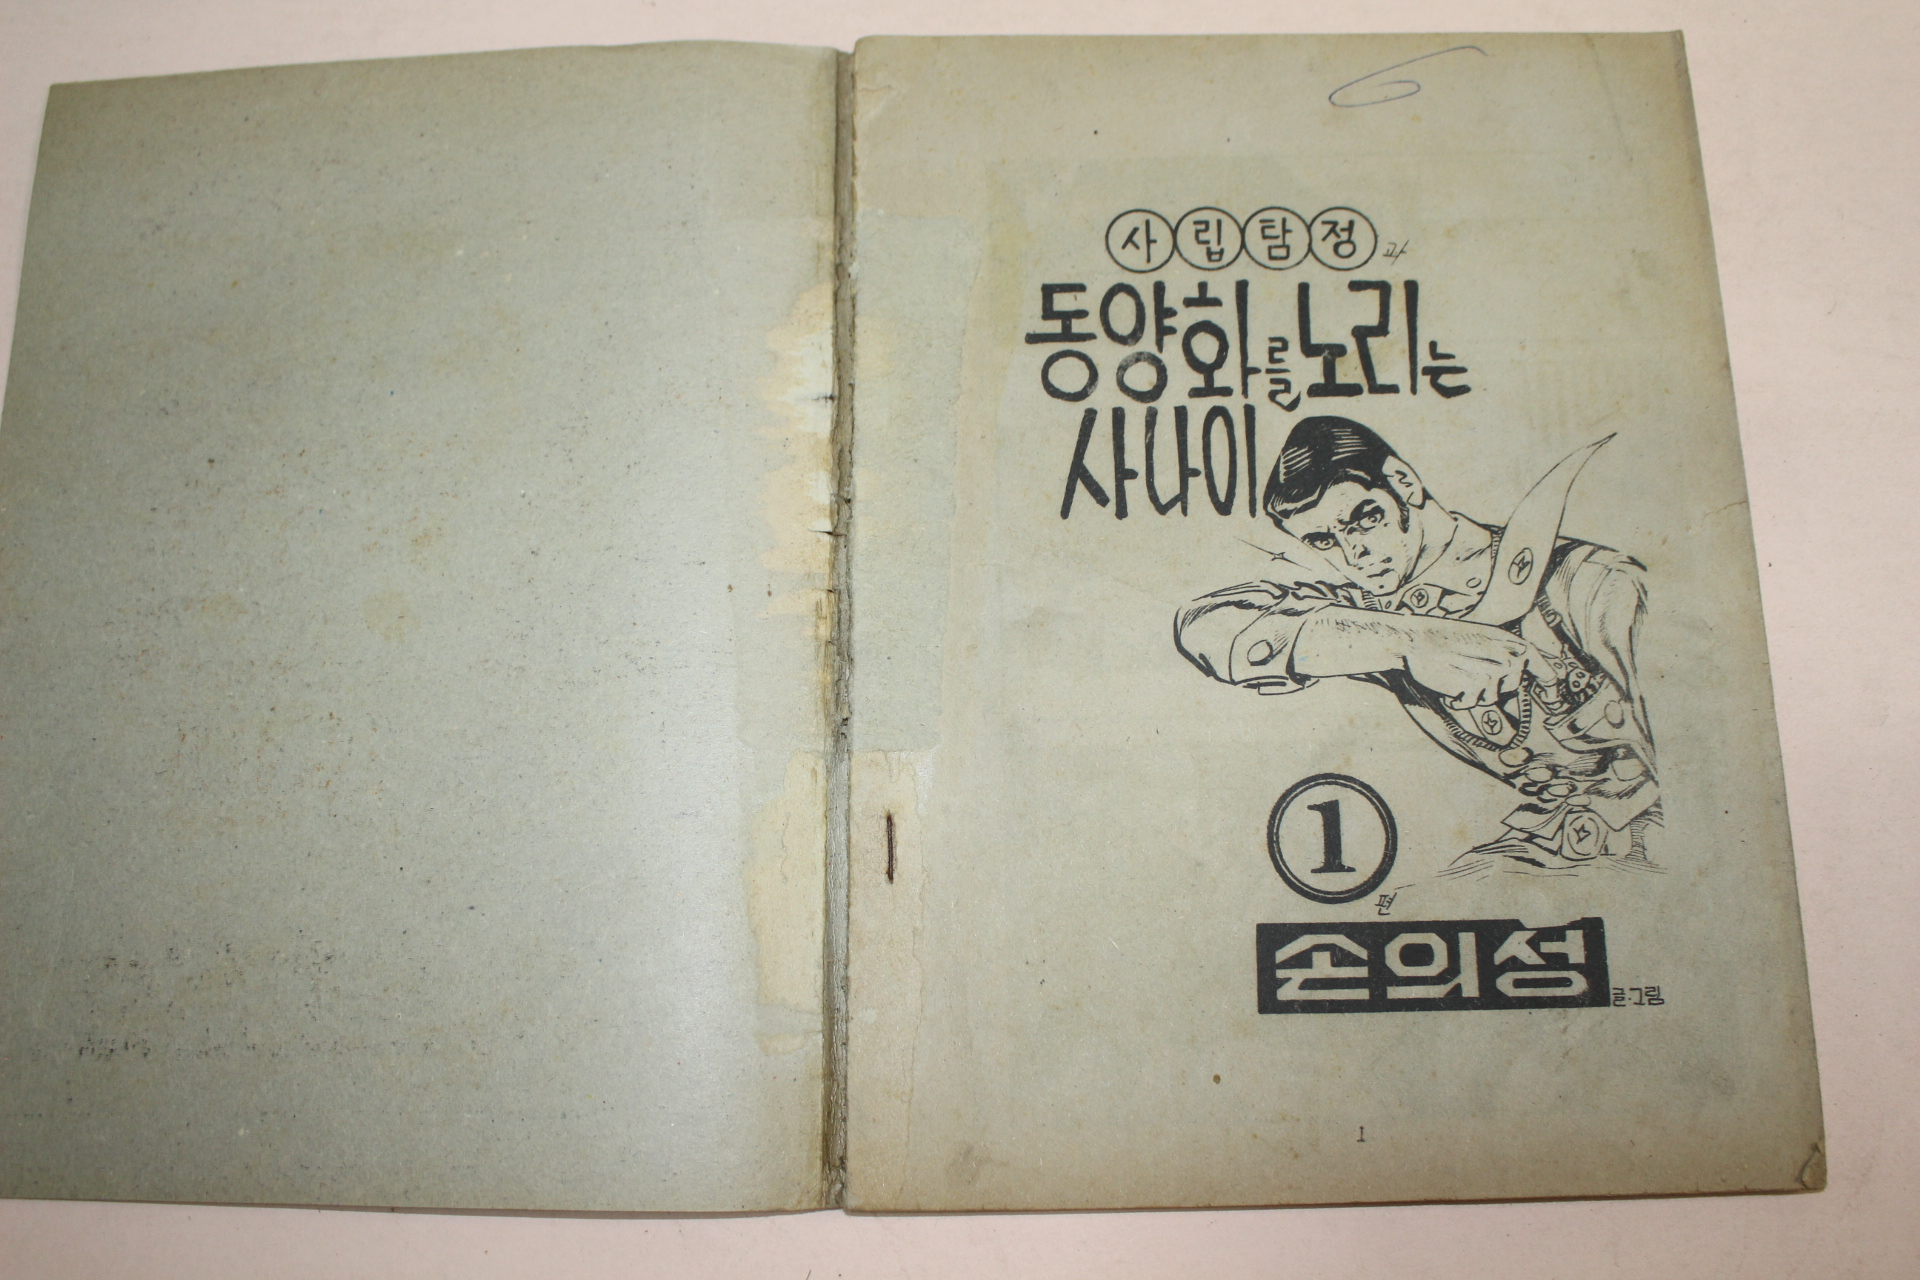 6
사립탐정과
동양화를노리는
사나이
1
편
손의성 글·그림
1